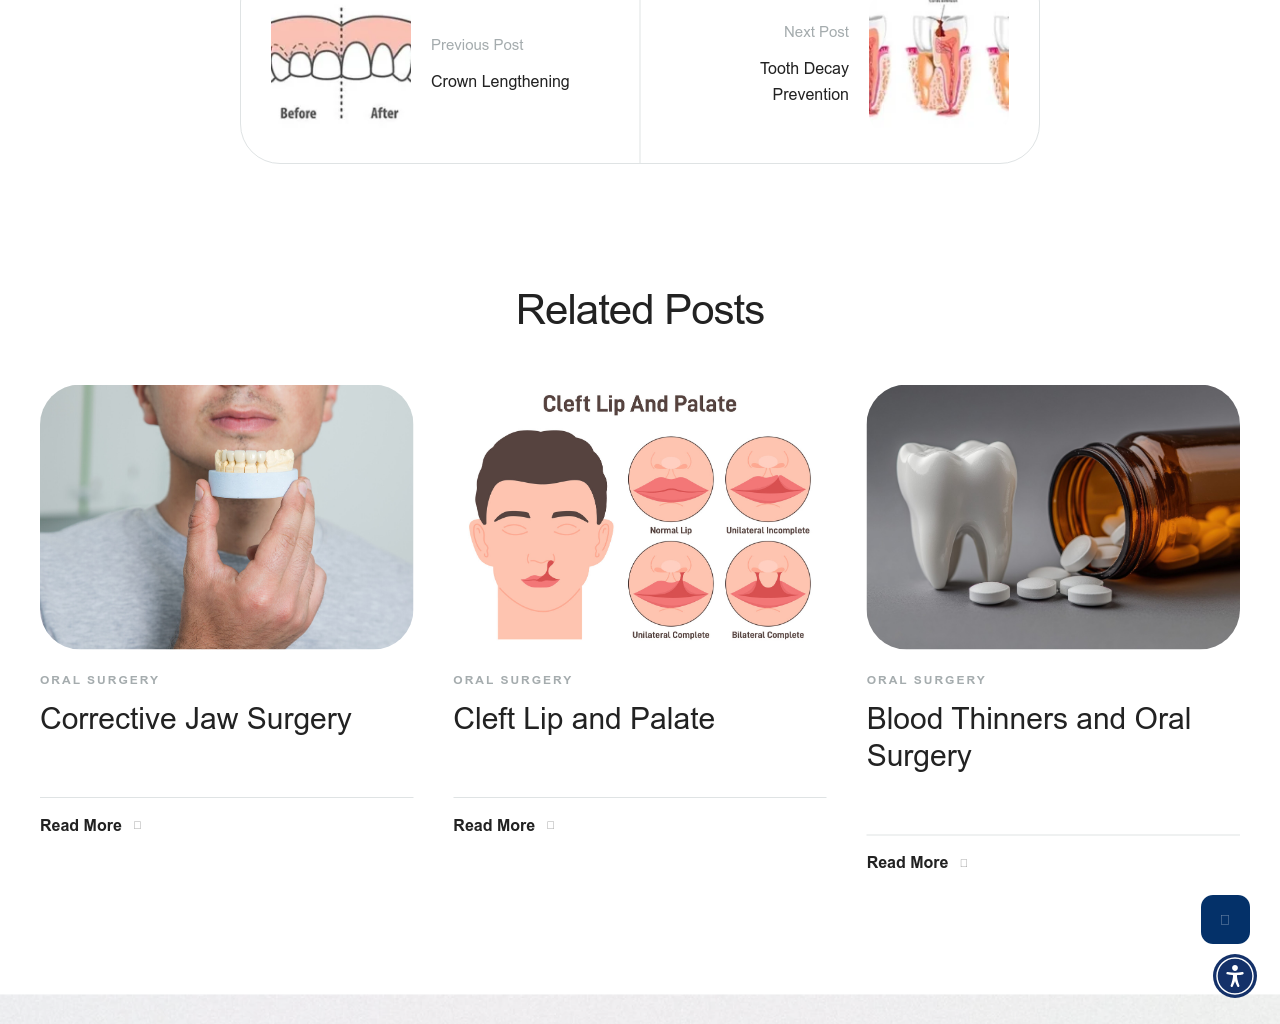 Previous Post
Crown Lengthening
Before
After
Next Post
Tooth Decay
Prevention
Related Posts
Cleft Lip And Palate
Normal Lip
Unilateral Incomplete
Unilateral Complete
Bilateral Complete
ORAL SURGERY
Corrective Jaw Surgery
Read More
ORAL SURGERY
Cleft Lip and Palate
Read More
ORAL SURGERY
Blood Thinners and Oral
Surgery
Read More